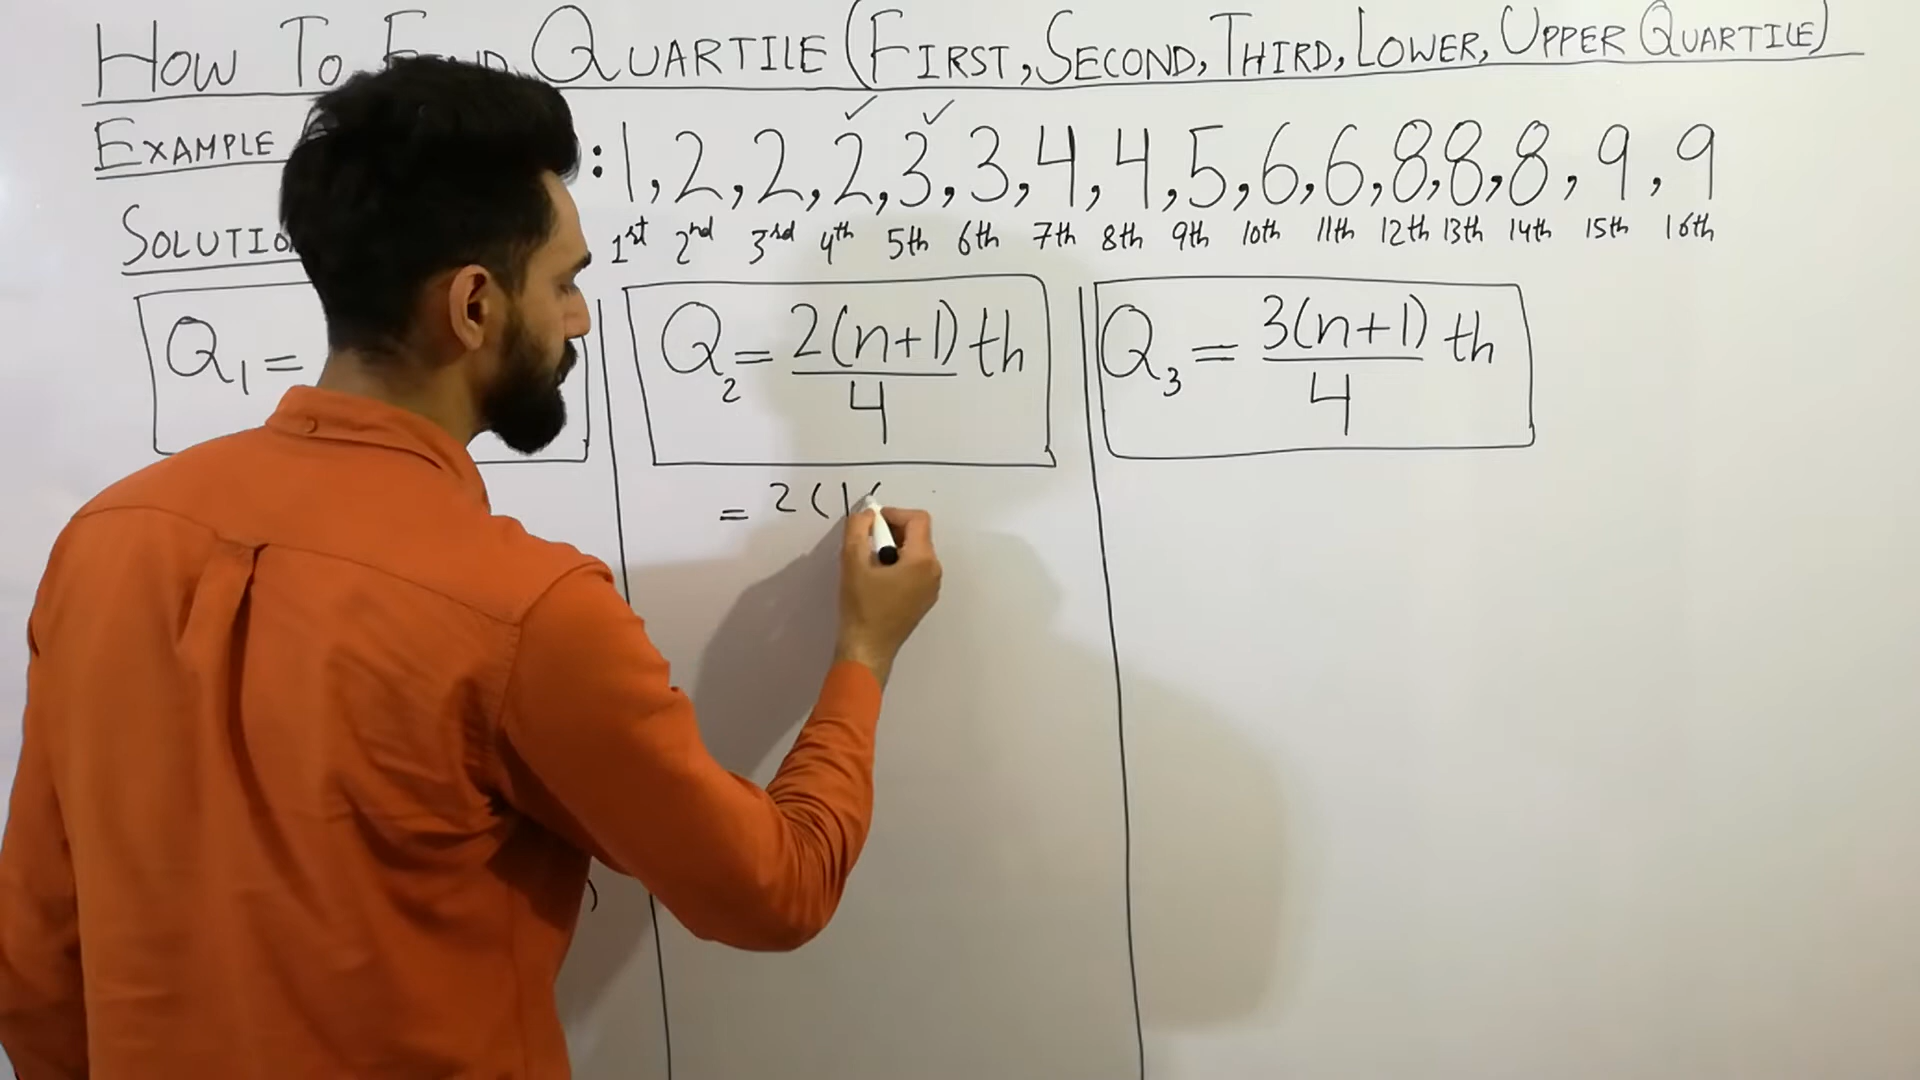 HOW TO FIND QUARTILE (FIRST, SECOND, THIRD, LOWER, UPPER QUARTILE)
EXAMPLE : 1, 2, 2, 2, 3, 3, 4, 4, 5, 6, 6, 8, 8, 8, 9, 9
SOLUTIO 1st 2nd 3rd 4th 5th 6th 7th 8th 9th 10th 11th 12th 13th 14th 15th 16th
Q1 =
Q2 = 2(n+1)/4 th
= 2(1
Q3 = 3(n+1)/4 th